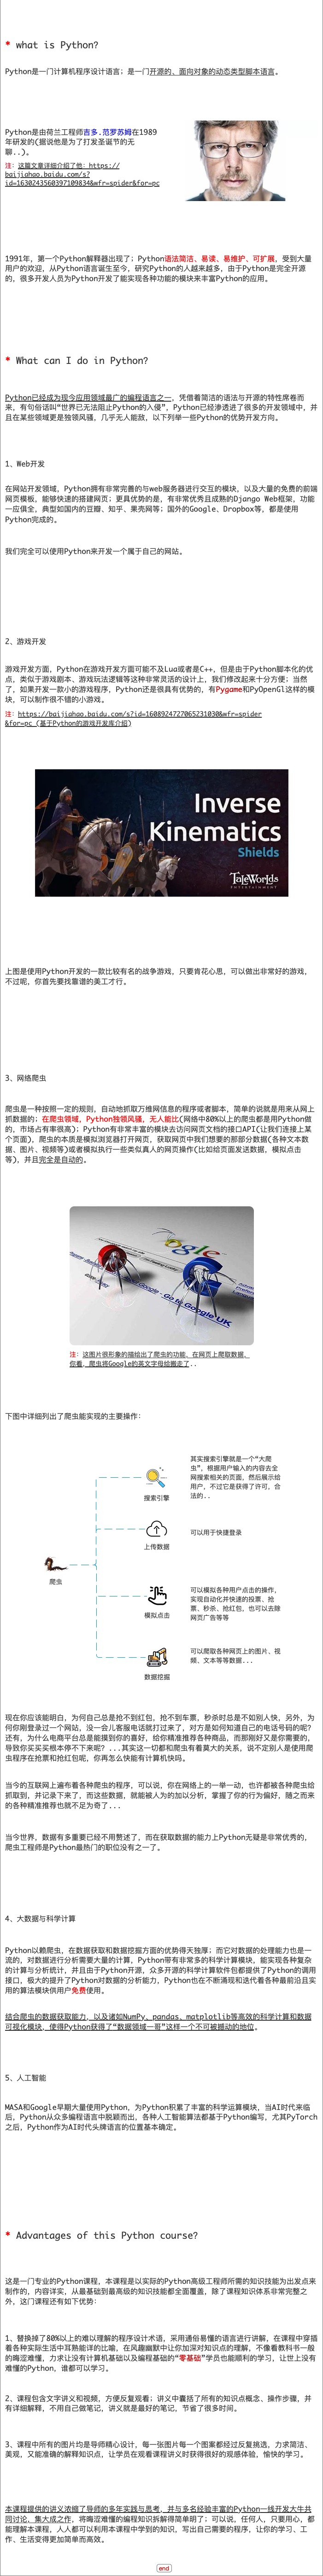 * what is Python?
Python是一门计算机程序设计语言；是一门开源的、面向对象的动态类型脚本语言。
Python是由荷兰工程师吉多.范罗苏姆在1989
年研发的(据说他是为了打发圣诞节的无
聊..)。
注：这篇文章详细介绍了他：https://
baijiahao.baidu.com/s?
id=1630243560397109834&wfr=spider&for=pc
1991年，第一个Python解释器出现了；Python语法简洁、易读、易维护、可扩展，受到大量
用户的欢迎，从Python语言诞生至今，研究Python的人越来越多，由于Python是完全开源
的，很多开发人员为Python开发了能实现各种功能的模块来丰富Python的应用。
* What can I do in Python?
Python已经成为现今应用领域最广的编程语言之一，凭借着简洁的语法与开源的特性席卷而
来，有句俗话叫“世界已无法阻止Python的入侵”，Python已经渗透进了很多的开发领域中，并
且在某些领域更是独领风骚，几乎无人能敌，以下列举一些Python的优势开发方向。
1、Web开发
在网站开发领域，Python拥有非常完善的与web服务器进行交互的模块，以及大量的免费的前端
网页模板，能够快速的搭建网页；更具优势的是，有非常优秀且成熟的Django Web框架，功能
一应俱全，典型如国内的豆瓣、知乎、果壳网等；国外的Google、Dropbox等，都是使用
Python完成的。
我们完全可以使用Python来开发一个属于自己的网站。
2、游戏开发
游戏开发方面，Python在游戏开发方面可能不及Lua或者是C++，但是由于Python脚本化的优
点，类似于游戏剧本、游戏玩法逻辑等这种非常灵活的设计上，我们修改起来十分方便；当然
了，如果开发一款小的游戏程序，Python还是很具有优势的，有Pygame和PyOpenGl这样的模
块，可以制作很不错的小游戏。
注：https://baijiahao.baidu.com/s?id=1608924727065231030&wfr=spider
&for=pc (基于Python的游戏开发库介绍)
Inverse
Kinematics
Shields
TaleWorlds
ENTERTAINMENT
上图是使用Python开发的一款比较有名的战争游戏，只要肯花心思，可以做出非常好的游戏，
不过呢，你首先要找靠谱的美工才行。
3、网络爬虫
爬虫是一种按照一定的规则，自动地抓取万维网信息的程序或者脚本，简单的说就是用来从网上
抓数据的；在爬虫领域，Python独领风骚，无人能比(网络中80%以上的爬虫都是用Python做
的，市场占有率很高)；Python有非常丰富的模块去访问网页文档的接口API(让我们连接上某
个页面)，爬虫的本质是模拟浏览器打开网页，获取网页中我们想要的那部分数据(各种文本数
据、图片、视频等)或者模拟执行一些类似真人的网页操作(比如给页面发送数据，模拟点击
等)，并且完全是自动的。
Google
Google - Go to Google UK
注：这图片很形象的描绘出了爬虫的功能，在网页上爬取数据，
你看，爬虫将Google的英文字母给搬走了..
下图中详细列出了爬虫能实现的主要操作：
爬虫
搜索引擎
其实搜索引擎就是一个“大爬
虫”，根据用户输入的内容去全
网搜索相关的页面，然后展示给
用户，不过它是获得了许可，合
法的..
上传数据
可以用于快捷登录
模拟点击
可以模拟各种用户点击的操作，
实现自动化并快速的投票、抢
票、秒杀、抢红包，也可以去除
网页广告等等
数据挖掘
可以爬取各种网页上的图片、视
频、文本等等数据...
现在你应该能明白，为何自己总是抢不到红包，抢不到车票，秒杀时总是不如别人快，另外，为
何你刚登录过一个网站，没一会儿客服电话就打过来了，对方是如何知道自己的电话号码的呢？
还有，为什么电商平台总是能摸到你的喜好，给你精准推荐各种商品，而那刚好又是你需要的，
导致你买买买根本停不下来呢？...其实这一切都和爬虫有着莫大的关系，说不定别人是使用爬
虫程序在抢票和抢红包呢，你再怎么快能有计算机快吗。
当今的互联网上遍布着各种爬虫的程序，可以说，你在网络上的一举一动，也许都被各种爬虫给
抓取到，并记录下来了，而这些数据，就能被人为的加以分析，掌握了你的行为偏好，随之而来
的各种精准推荐也就不足为奇了...
当今世界，数据有多重要已经不用赘述了，而在获取数据的能力上Python无疑是非常优秀的，
爬虫工程师是Python最热门的职位没有之一了。
4、大数据与科学计算
Python以赖爬虫，在数据获取和数据挖掘方面的优势得天独厚；而它对数据的处理能力也是一
流的，对数据进行分析需要大量的计算，Python带有非常多的科学计算模块，能实现各种复杂
的计算与分析统计，并且由于Python开源，众多开源的科学计算软件包都提供了Python的调用
接口，极大的提升了Python对数据的分析能力，Python也在不断涌现和迭代着各种最前沿且实
用的算法模块供用户免费使用。
结合爬虫的数据获取能力，以及诸如NumPy、pandas、matplotlib等高效的科学计算和数据
可视化模块，使得Python获得了“数据领域一哥”这样一个不可被撼动的地位。
5、人工智能
MASA和Google早期大量使用Python，为Python积累了丰富的科学运算模块，当AI时代来临
后，Python从众多编程语言中脱颖而出，各种人工智能算法都基于Python编写，尤其PyTorch
之后，Python作为AI时代头牌语言的位置基本确定。
* Advantages of this Python course?
这是一门专业的Python课程，本课程是以实际的Python高级工程师所需的知识技能为出发点来
制作的，内容详实，从最基础到最高级的知识技能都全面覆盖，除了课程知识体系非常完整之
外，这门课程还有如下优势：
1、替换掉了80%以上的难以理解的程序设计术语，采用通俗易懂的语言进行讲解，在课程中穿插
着各种实际生活中耳熟能详的比喻，在风趣幽默中让你加深对知识点的理解，不像看教科书一般
的晦涩难懂，力求让没有计算机基础以及编程基础的“零基础”学员也能顺利的学习，让世上没有
难懂的Python，谁都可以学习。
2、课程包含文字讲义和视频，方便反复观看；讲义中囊括了所有的知识点概念、操作步骤，并
有详细解释，不用自己做笔记，讲义就是最好的笔记，节省了很多时间。
3、课程中所有的图片均是导师精心设计，每一张图片每一个图案都经过反复挑选，力求简洁、
美观，又能准确的解释知识点，让学员在观看课程讲义时获得很好的观感体验，愉快的学习。
本课程提供的讲义浓缩了导师的多年实践与思考，并与多名经验丰富的Python一线开发大牛共
同讨论，集大成之作，将晦涩难懂的编程知识拆解得简单明了；可以说，任何人，只要用心，都
能理解本课程，人人都可以利用本课程中学到的知识，写出自己需要的程序，让你的学习、工
作、生活变得更加简单而高效。
end